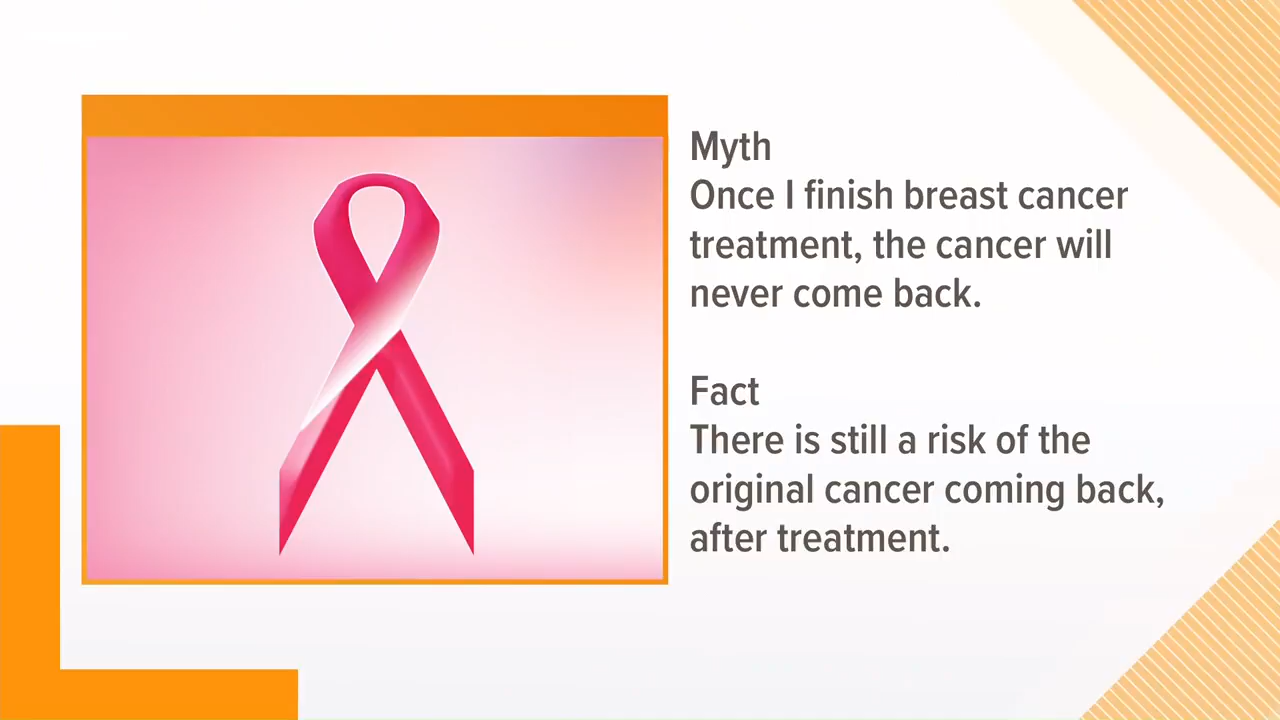 Myth
Once I finish breast cancer
treatment, the cancer will
never come back.
Fact
There is still a risk of the
original cancer coming back,
after treatment.